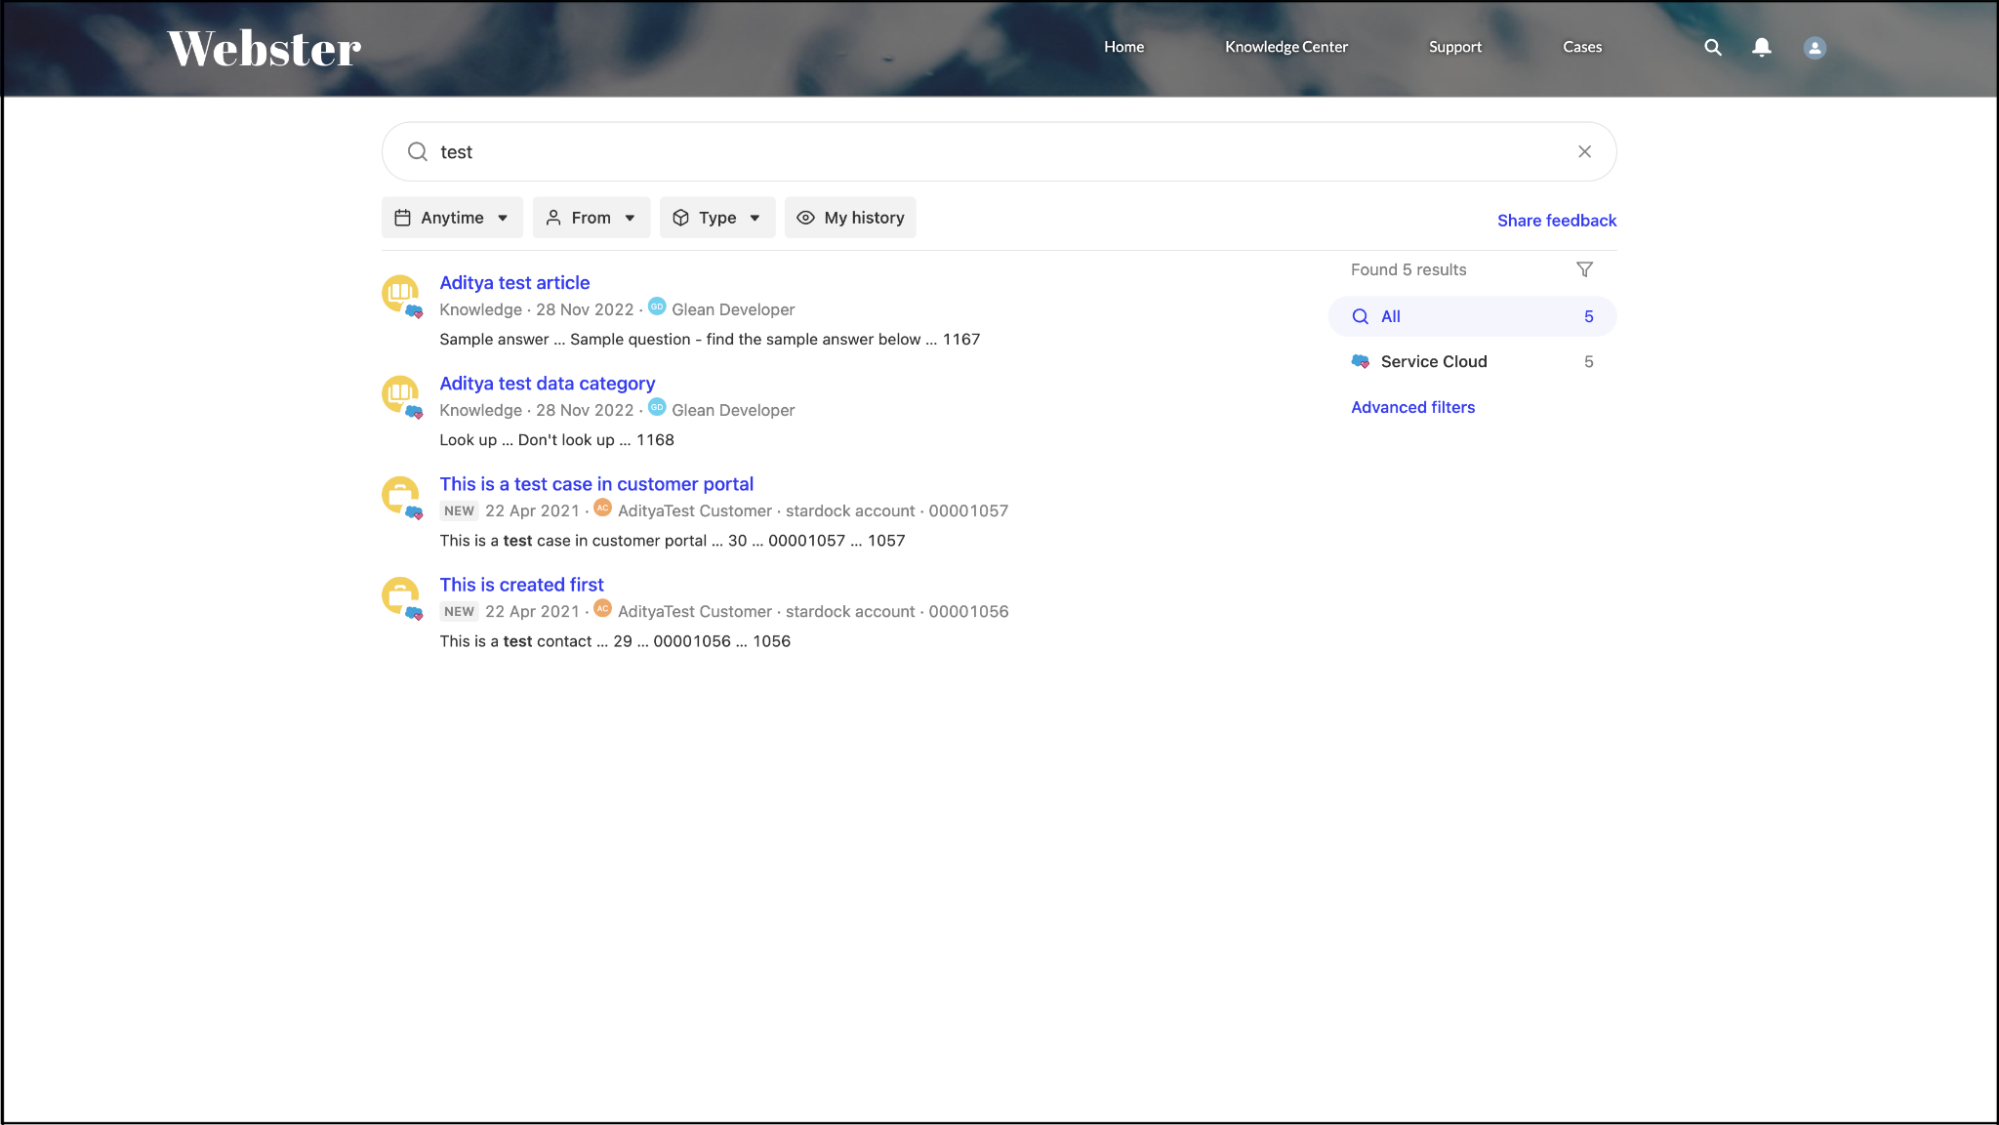 Webster
Home Knowledge Center Support Cases
test
Anytime From Type My history Share feedback
Aditya test article
Knowledge · 28 Nov 2022 · GD Glean Developer
Sample answer ... Sample question - find the sample answer below ... 1167
Aditya test data category
Knowledge · 28 Nov 2022 · GD Glean Developer
Look up ... Don't look up ... 1168
This is a test case in customer portal
NEW 22 Apr 2021 · AC AdityaTest Customer · stardock account · 00001057
This is a test case in customer portal ... 30 ... 00001057 ... 1057
This is created first
NEW 22 Apr 2021 · AC AdityaTest Customer · stardock account · 00001056
This is a test contact ... 29 ... 00001056 ... 1056
Found 5 results
All 5
Service Cloud 5
Advanced filters